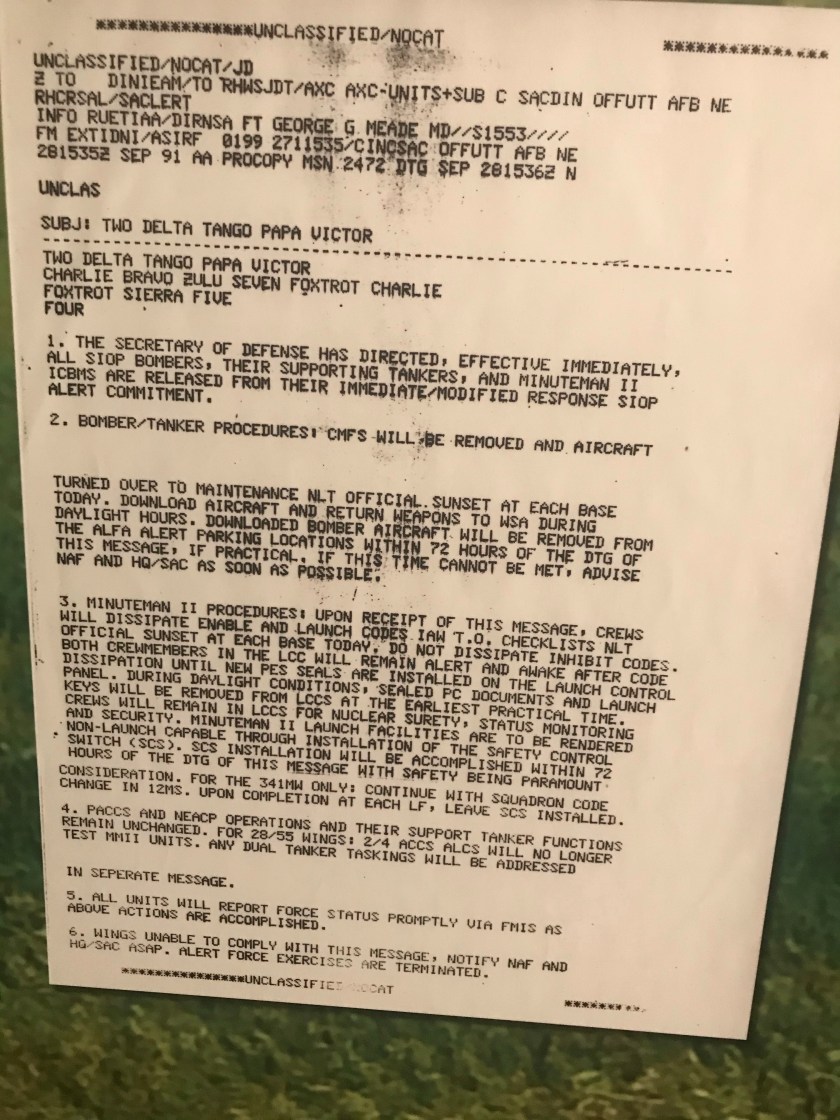 ****************UNCLASSIFIED/NOCAT
****************
UNCLASSIFIED/NOCAT/JD
Z TO DINIEAM/TO RHWSJDT/AXC AXC-UNITS+SUB C SACDIN OFFUTT AFB NE
RHCRSAL/SACLERT
INFO RUETIAA/DIRNSA FT GEORGE G MEADE MD//S1553////
FM EXTIDNI/ASIRF 0199 2711535/CINCSAC OFFUTT AFB NE
281535Z SEP 91 AA PROCOPY MSN 2472 DTG SEP 281536Z N
UNCLAS
SUBJ: TWO DELTA TANGO PAPA VICTOR
TWO DELTA TANGO PAPA VICTOR
CHARLIE BRAVO ZULU SEVEN FOXTROT CHARLIE
FOXTROT SIERRA FIVE
FOUR
1. THE SECRETARY OF DEFENSE HAS DIRECTED, EFFECTIVE IMMEDIATELY,
ALL SIOP BOMBERS, THEIR SUPPORTING TANKERS, AND MINUTEMAN II
ICBMS ARE RELEASED FROM THEIR IMMEDIATE/MODIFIED RESPONSE SIOP
ALERT COMMITMENT.
2. BOMBER/TANKER PROCEDURES: CMFS WILL BE REMOVED AND AIRCRAFT
TURNED OVER TO MAINTENANCE NLT OFFICIAL SUNSET AT EACH BASE
TODAY. DOWNLOAD AIRCRAFT AND RETURN WEAPONS TO WSA DURING
DAYLIGHT HOURS. DOWNLOADED BOMBER AIRCRAFT WILL BE REMOVED FROM
THE ALFA ALERT PARKING LOCATIONS WITHIN 72 HOURS OF THE DTG OF
THIS MESSAGE, IF PRACTICAL. IF THIS TIME CANNOT BE MET, ADVISE
NAF AND HQ/SAC AS SOON AS POSSIBLE.
3. MINUTEMAN II PROCEDURES: UPON RECEIPT OF THIS MESSAGE, CREWS
WILL DISSIPATE ENABLE AND LAUNCH CODES IAW T.O. CHECKLISTS NLT
OFFICIAL SUNSET AT EACH BASE TODAY. DO NOT DISSIPATE INHIBIT CODES.
BOTH CREWMEMBERS IN THE LCC WILL REMAIN ALERT AND AWAKE AFTER CODE
DISSIPATION UNTIL NEW PES SEALS ARE INSTALLED ON THE LAUNCH CONTROL
PANEL. DURING DAYLIGHT CONDITIONS, SEALED PC DOCUMENTS AND LAUNCH
KEYS WILL BE REMOVED FROM LCCS AT THE EARLIEST PRACTICAL TIME.
CREWS WILL REMAIN IN LCCS FOR NUCLEAR SURETY, STATUS MONITORING
AND SECURITY. MINUTEMAN II LAUNCH FACILITIES ARE TO BE RENDERED
NON-LAUNCH CAPABLE THROUGH INSTALLATION OF THE SAFETY CONTROL
SWITCH (SCS). SCS INSTALLATION WILL BE ACCOMPLISHED WITHIN 72
HOURS OF THE DTG OF THIS MESSAGE WITH SAFETY BEING PARAMOUNT
CONSIDERATION. FOR THE 341MW ONLY: CONTINUE WITH SQUADRON CODE
CHANGE IN 12MS. UPON COMPLETION AT EACH LF, LEAVE SCS INSTALLED.
4. PACCS AND NEACP OPERATIONS AND THEIR SUPPORT TANKER FUNCTIONS
REMAIN UNCHANGED. FOR 28/55 WINGS: 2/4 ACCS ALCS WILL NO LONGER
TEST MMII UNITS. ANY DUAL TANKER TASKINGS WILL BE ADDRESSED
IN SEPERATE MESSAGE.
5. ALL UNITS WILL REPORT FORCE STATUS PROMPTLY VIA FMIS AS
ABOVE ACTIONS ARE ACCOMPLISHED.
6. WINGS UNABLE TO COMPLY WITH THIS MESSAGE, NOTIFY NAF AND
HQ/SAC ASAP. ALERT FORCE EXERCISES ARE TERMINATED.
****************UNCLASSIFIED/NOCAT
**********